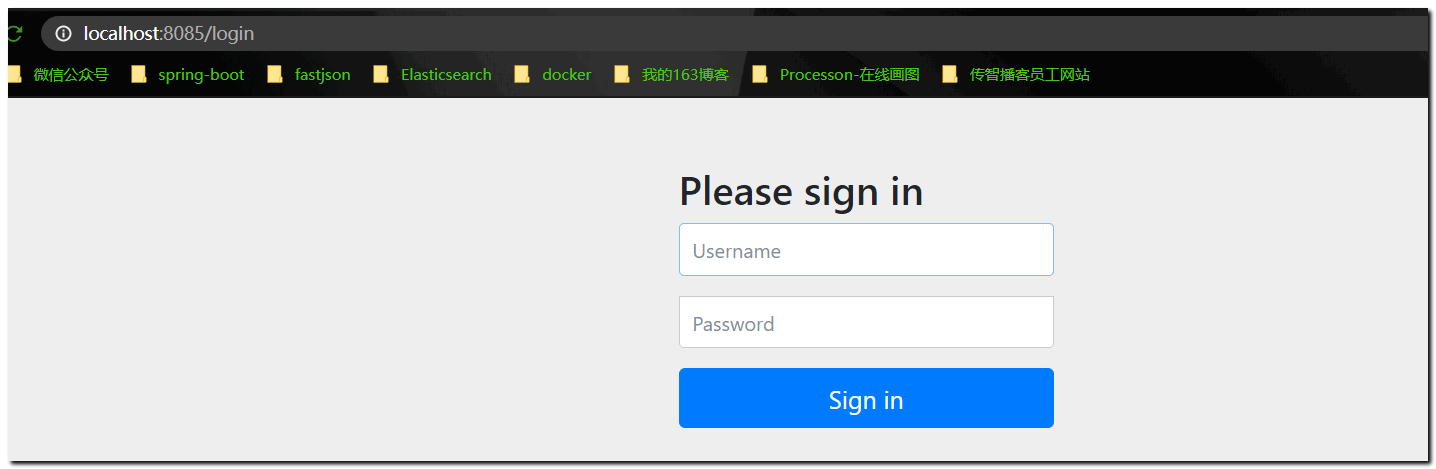 localhost:8085/login
微信公众号 spring-boot fastjson Elasticsearch docker 我的163博客 Processon-在线画图 传智播客员工网站
Please sign in
Username
Password
Sign in